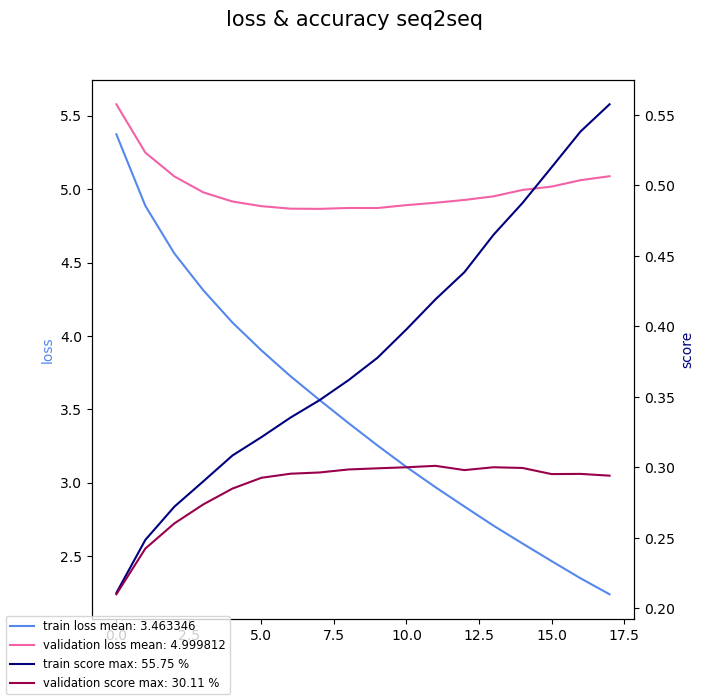 loss & accuracy seq2seq
5.5
5.0
4.5
4.0
3.5
3.0
2.5
loss
0.55
0.50
0.45
0.40
0.35
0.30
0.25
0.20
score
0.0 2.5 5.0 7.5 10.0 12.5 15.0 17.5
train loss mean: 3.463346
validation loss mean: 4.999812
train score max: 55.75 %
validation score max: 30.11 %